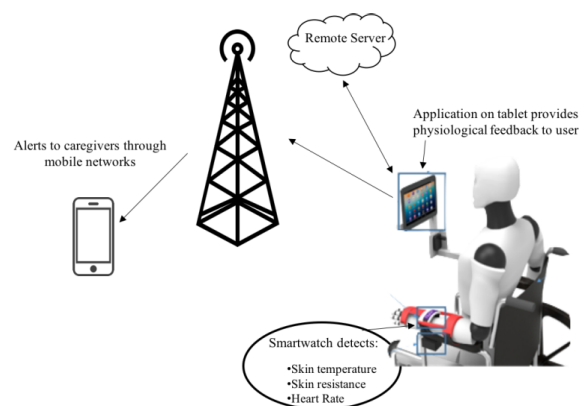 Remote Server
Application on tablet provides
physiological feedback to user
Alerts to caregivers through
mobile networks
Smartwatch detects:
•Skin temperature
•Skin resistance
•Heart Rate